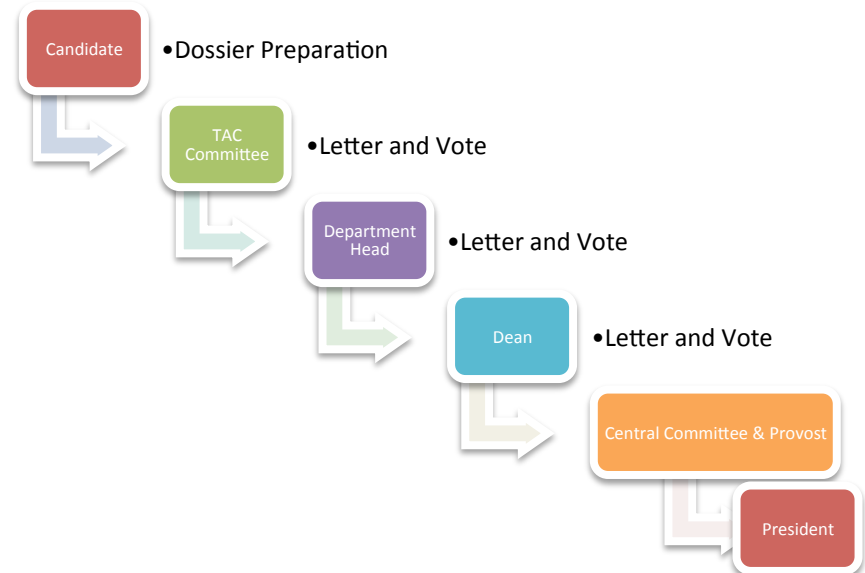 Candidate
•Dossier Preparation
TAC
Committee
•Letter and Vote
Department
Head
•Letter and Vote
Dean
•Letter and Vote
Central Committee & Provost
President